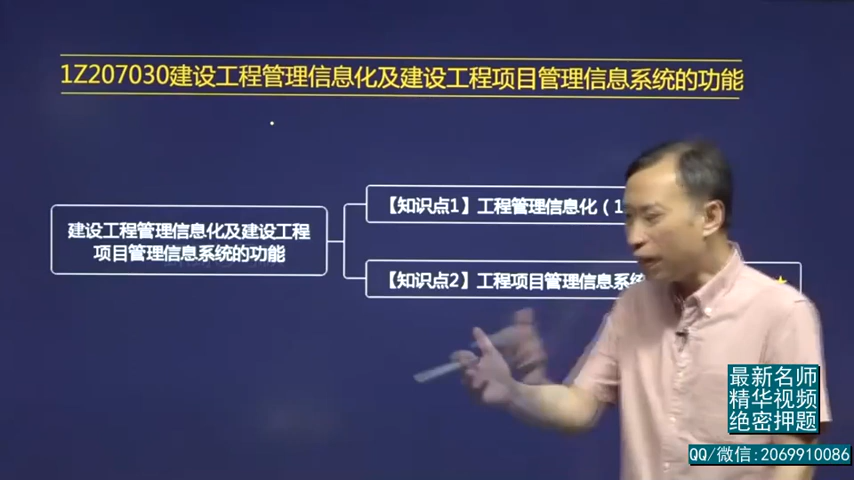 1Z207030建设工程管理信息化及建设工程项目管理信息系统的功能
建设工程管理信息化及建设工程
项目管理信息系统的功能
【知识点1】工程管理信息化（1
【知识点2】工程项目管理信息系统
最新名师
精华视频
绝密押题
QQ/微信:2069910086